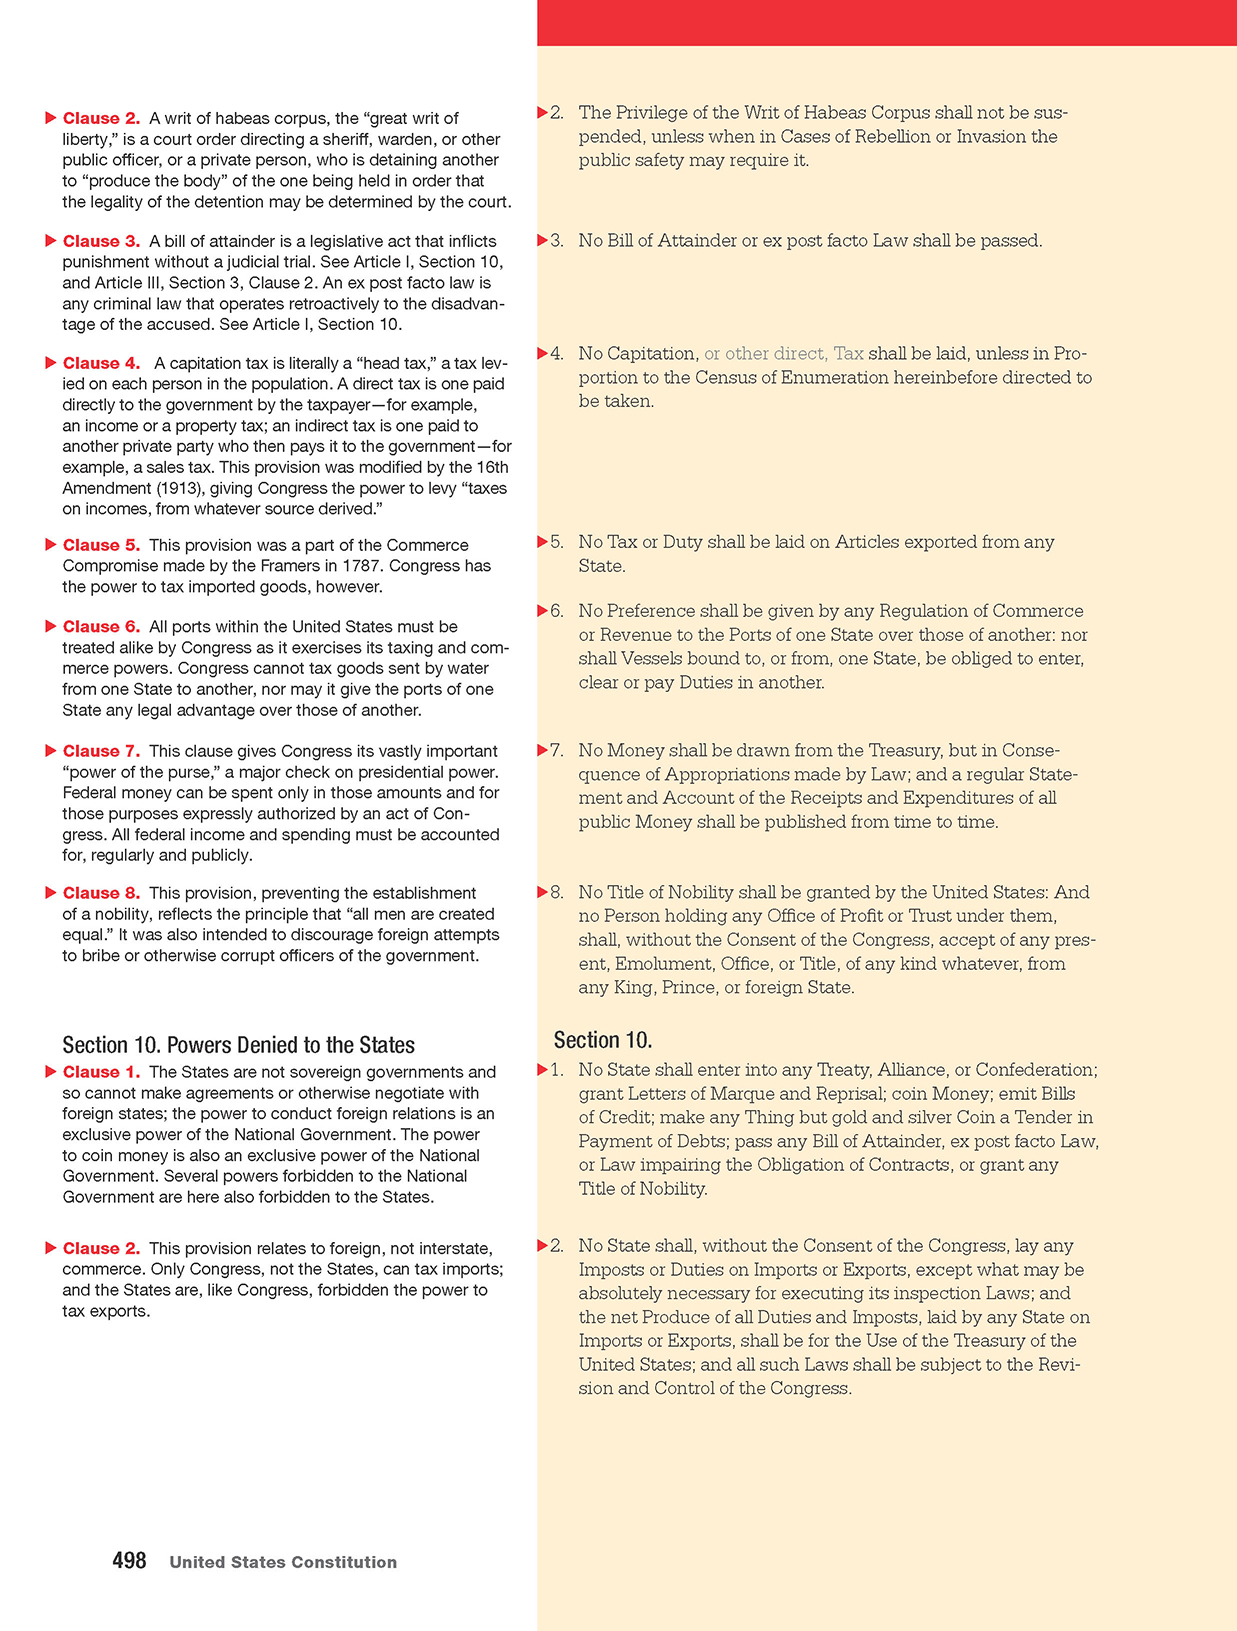 Clause 2. A writ of habeas corpus, the “great writ of
liberty,” is a court order directing a sheriff, warden, or other
public officer, or a private person, who is detaining another
to “produce the body” of the one being held in order that
the legality of the detention may be determined by the court.
Clause 3. A bill of attainder is a legislative act that inflicts
punishment without a judicial trial. See Article I, Section 10,
and Article III, Section 3, Clause 2. An ex post facto law is
any criminal law that operates retroactively to the disadvan-
tage of the accused. See Article I, Section 10.
Clause 4. A capitation tax is literally a “head tax,” a tax lev-
ied on each person in the population. A direct tax is one paid
directly to the government by the taxpayer—for example,
an income or a property tax; an indirect tax is one paid to
another private party who then pays it to the government—for
example, a sales tax. This provision was modified by the 16th
Amendment (1913), giving Congress the power to levy “taxes
on incomes, from whatever source derived.”
Clause 5. This provision was a part of the Commerce
Compromise made by the Framers in 1787. Congress has
the power to tax imported goods, however.
Clause 6. All ports within the United States must be
treated alike by Congress as it exercises its taxing and com-
merce powers. Congress cannot tax goods sent by water
from one State to another, nor may it give the ports of one
State any legal advantage over those of another.
Clause 7. This clause gives Congress its vastly important
“power of the purse,” a major check on presidential power.
Federal money can be spent only in those amounts and for
those purposes expressly authorized by an act of Con-
gress. All federal income and spending must be accounted
for, regularly and publicly.
Clause 8. This provision, preventing the establishment
of a nobility, reflects the principle that “all men are created
equal.” It was also intended to discourage foreign attempts
to bribe or otherwise corrupt officers of the government.
Section 10. Powers Denied to the States
Clause 1. The States are not sovereign governments and
so cannot make agreements or otherwise negotiate with
foreign states; the power to conduct foreign relations is an
exclusive power of the National Government. The power
to coin money is also an exclusive power of the National
Government. Several powers forbidden to the National
Government are here also forbidden to the States.
Clause 2. This provision relates to foreign, not interstate,
commerce. Only Congress, not the States, can tax imports;
and the States are, like Congress, forbidden the power to
tax exports.
2. The Privilege of the Writ of Habeas Corpus shall not be sus-
pended, unless when in Cases of Rebellion or Invasion the
public safety may require it.
3. No Bill of Attainder or ex post facto Law shall be passed.
4. No Capitation, or other direct, Tax shall be laid, unless in Pro-
portion to the Census of Enumeration hereinbefore directed to
be taken.
5. No Tax or Duty shall be laid on Articles exported from any
State.
6. No Preference shall be given by any Regulation of Commerce
or Revenue to the Ports of one State over those of another: nor
shall Vessels bound to, or from, one State, be obliged to enter,
clear or pay Duties in another.
7. No Money shall be drawn from the Treasury, but in Conse-
quence of Appropriations made by Law; and a regular State-
ment and Account of the Receipts and Expenditures of all
public Money shall be published from time to time.
8. No Title of Nobility shall be granted by the United States: And
no Person holding any Office of Profit or Trust under them,
shall, without the Consent of the Congress, accept of any pres-
ent, Emolument, Office, or Title, of any kind whatever, from
any King, Prince, or foreign State.
Section 10.
1. No State shall enter into any Treaty, Alliance, or Confederation;
grant Letters of Marque and Reprisal; coin Money; emit Bills
of Credit; make any Thing but gold and silver Coin a Tender in
Payment of Debts; pass any Bill of Attainder, ex post facto Law,
or Law impairing the Obligation of Contracts, or grant any
Title of Nobility.
2. No State shall, without the Consent of the Congress, lay any
Imposts or Duties on Imports or Exports, except what may be
absolutely necessary for executing its inspection Laws; and
the net Produce of all Duties and Imposts, laid by any State on
Imports or Exports, shall be for the Use of the Treasury of the
United States; and all such Laws shall be subject to the Revi-
sion and Control of the Congress.
498 United States Constitution